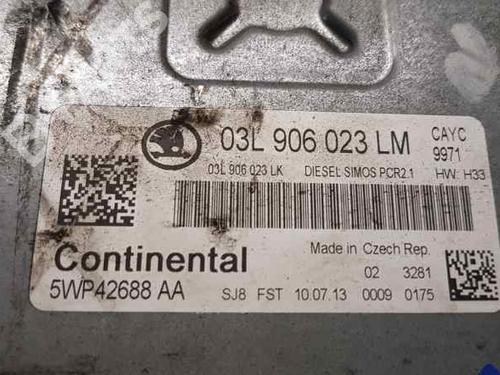 03L 906 023 LM
CAYC
9971
03L 906 023 LK DIESEL SIMOS PCR2.1 HW: H33
Continental
Made in Czech Rep.
02 3281
5WP42688 AA SJ8 FST 10.07.13 0009 0175